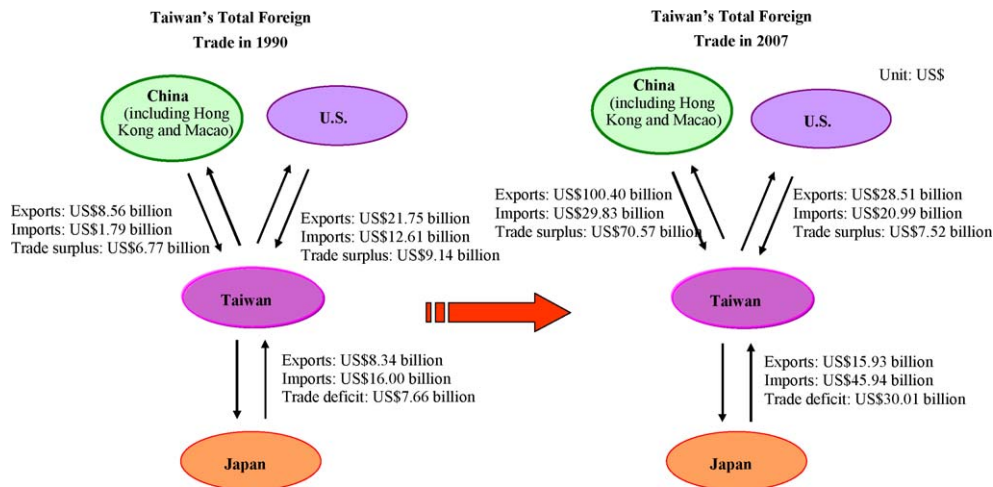 Taiwan's Total Foreign
Trade in 1990
China
(including Hong
Kong and Macao)
U.S.
Exports: US$8.56 billion
Imports: US$1.79 billion
Trade surplus: US$6.77 billion
Exports: US$21.75 billion
Imports: US$12.61 billion
Trade surplus: US$9.14 billion
Taiwan
Exports: US$8.34 billion
Imports: US$16.00 billion
Trade deficit: US$7.66 billion
Japan
Taiwan's Total Foreign
Trade in 2007
Unit: US$
China
(including Hong
Kong and Macao)
U.S.
Exports: US$100.40 billion
Imports: US$29.83 billion
Trade surplus: US$70.57 billion
Exports: US$28.51 billion
Imports: US$20.99 billion
Trade surplus: US$7.52 billion
Taiwan
Exports: US$15.93 billion
Imports: US$45.94 billion
Trade deficit: US$30.01 billion
Japan